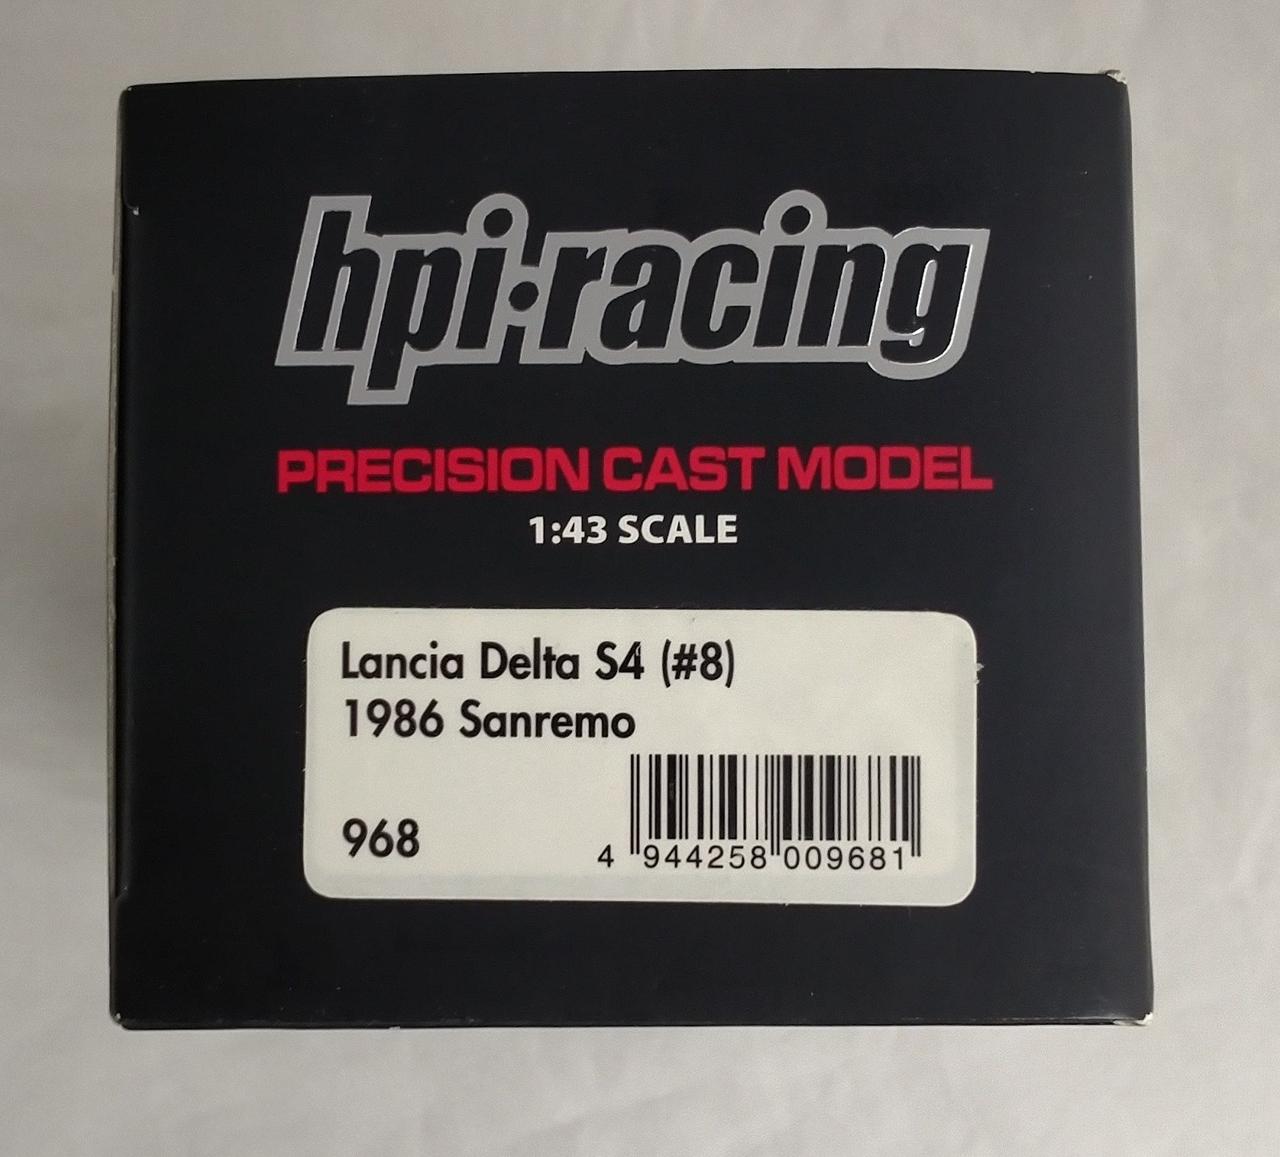 hpi·racing
PRECISION CAST MODEL
1:43 SCALE
Lancia Delta S4 (#8)
1986 Sanremo
968
4 944258 009681